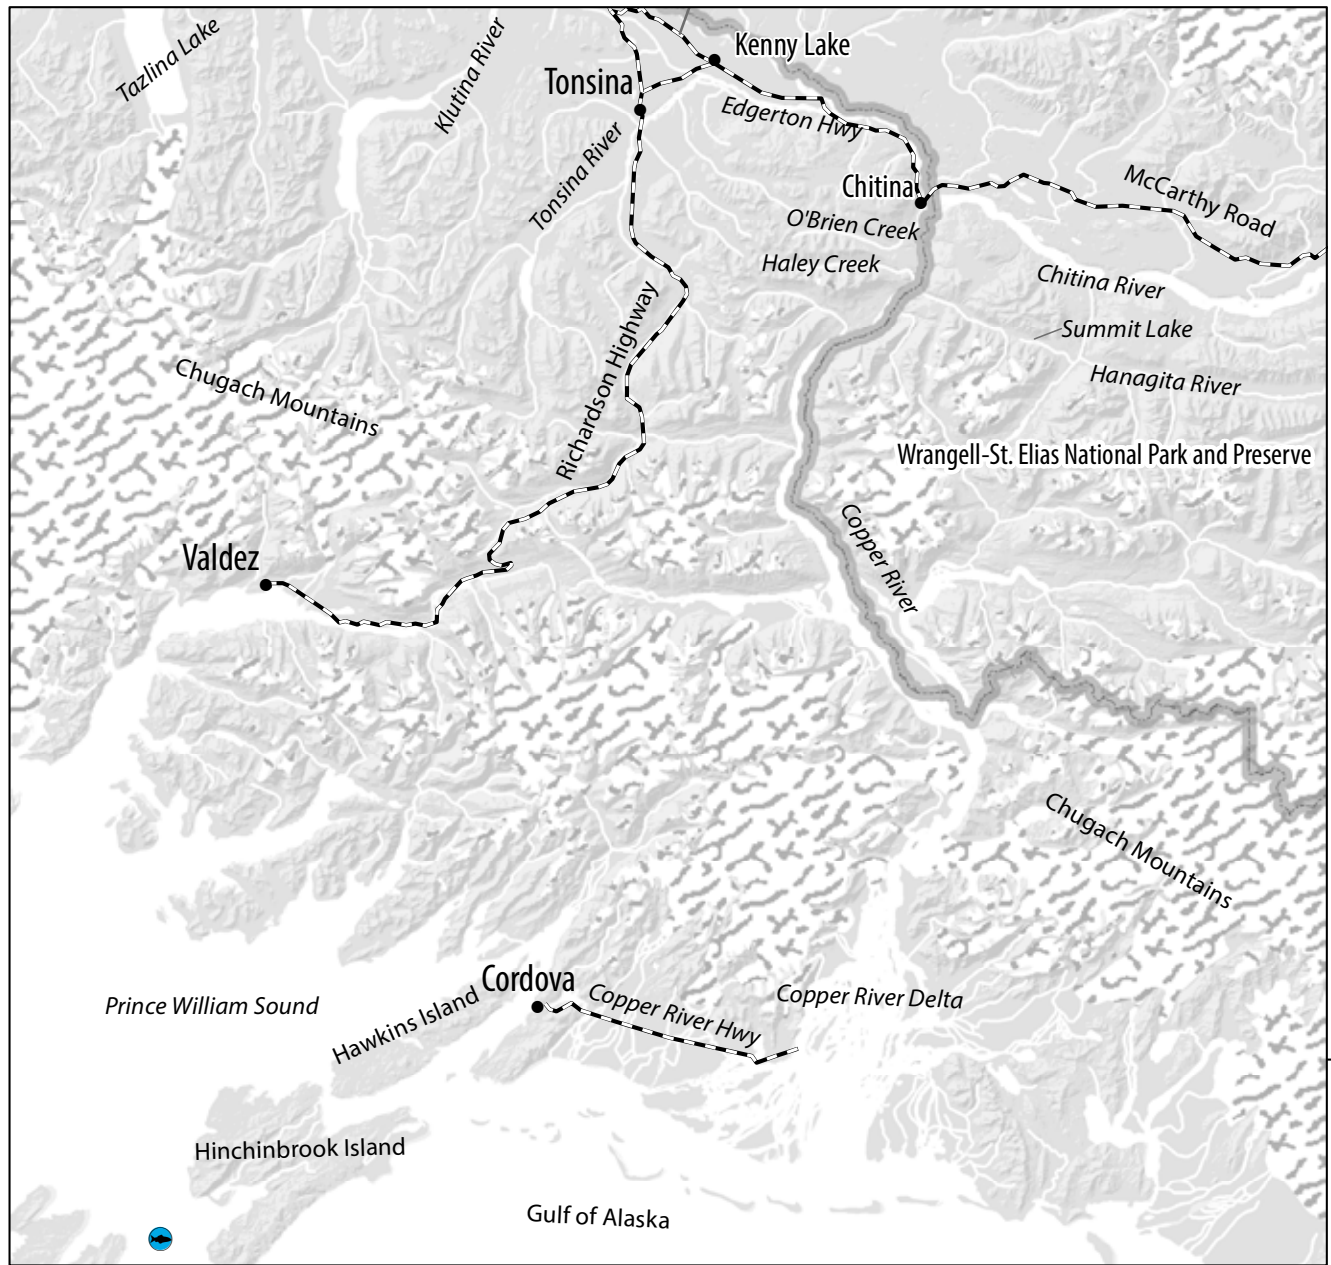 Kenny Lake
Tazlina Lake
Klutina River
Tonsina
Edgerton Hwy
Tonsina River
Chitina
McCarthy Road
O'Brien Creek
Haley Creek
Chitina River
Summit Lake
Richardson Highway
Chugach Mountains
Hanagita River
Wrangell-St. Elias National Park and Preserve
Copper River
Valdez
Chugach Mountains
Cordova
Prince William Sound
Hawkins Island
Copper River Hwy
Copper River Delta
Hinchinbrook Island
Gulf of Alaska